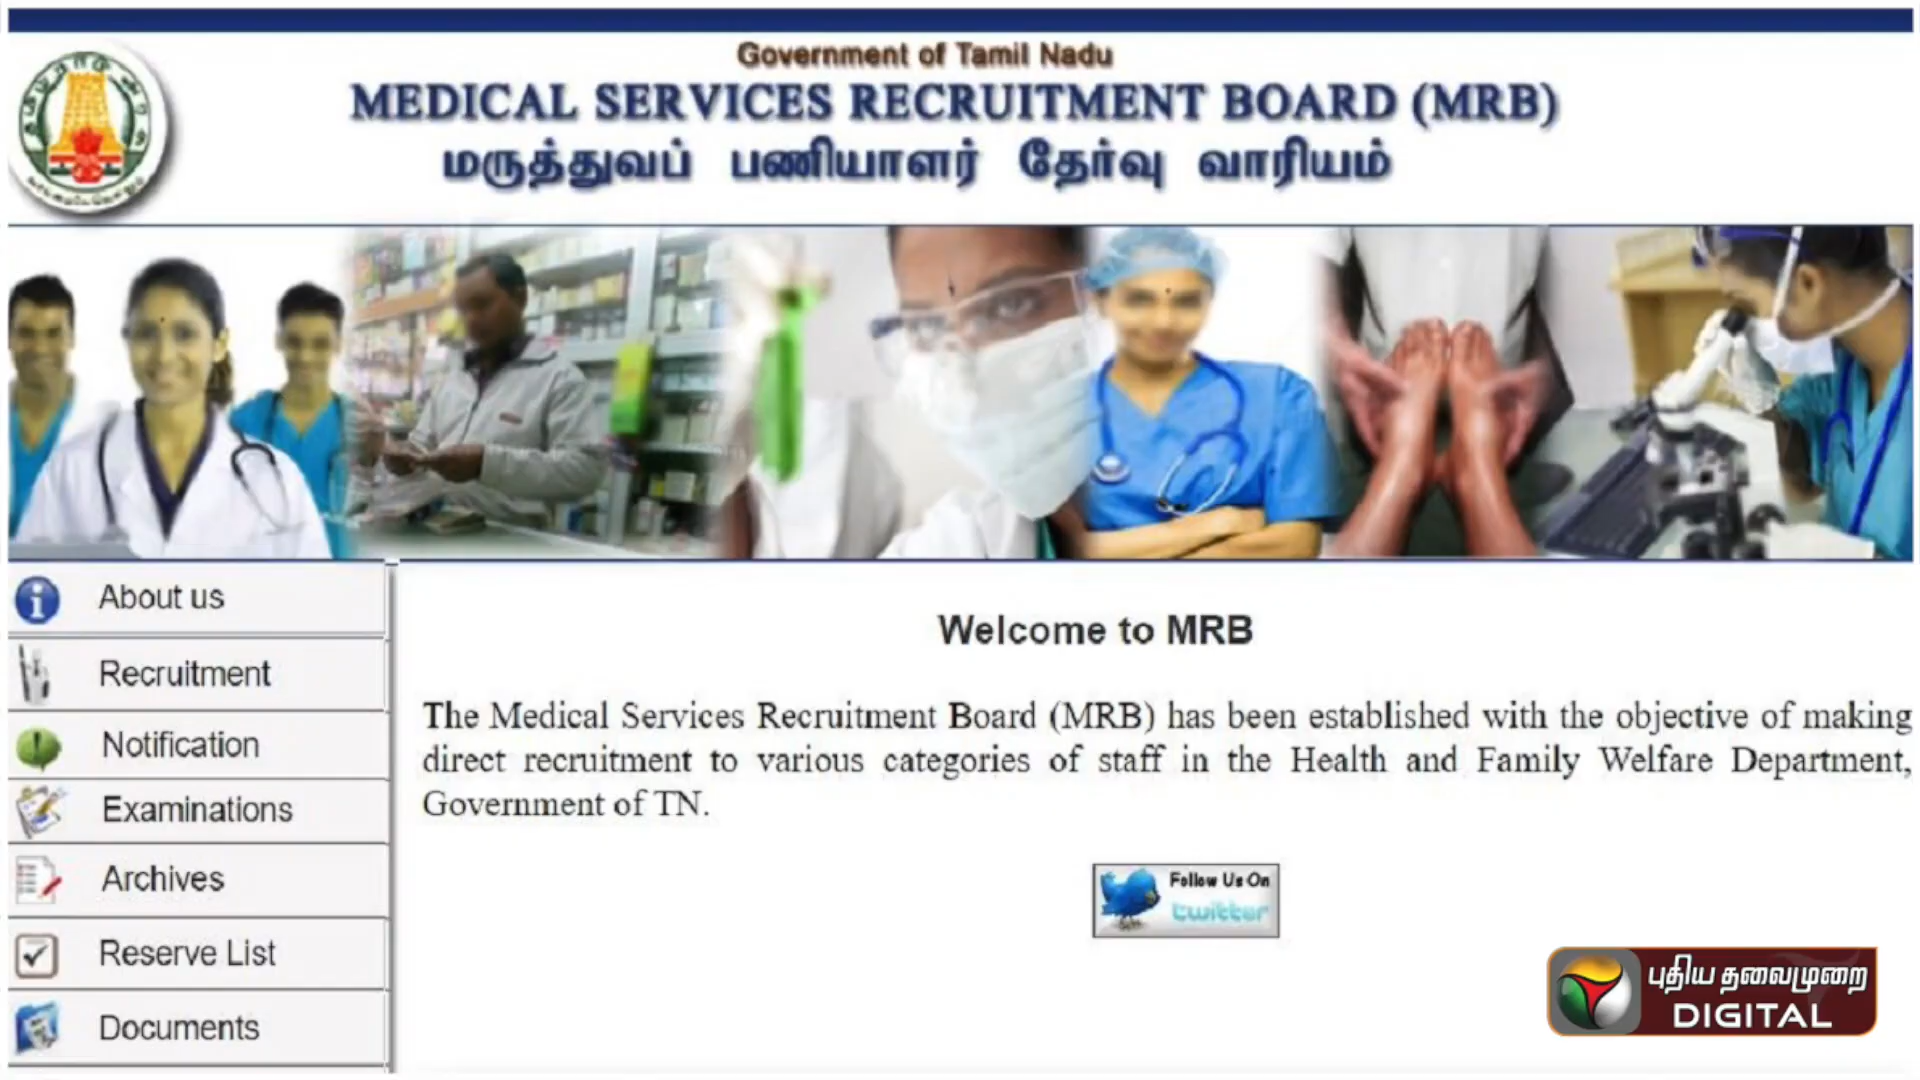 Government of Tamil Nadu
MEDICAL SERVICES RECRUITMENT BOARD (MRB)
மருத்துவப் பணியாளர் தேர்வு வாரியம்
About us
Recruitment
Notification
Examinations
Archives
Reserve List
Documents
Welcome to MRB
The Medical Services Recruitment Board (MRB) has been established with the objective of making
direct recruitment to various categories of staff in the Health and Family Welfare Department,
Government of TN.
Follow Us On
twitter
புதிய தலைமுறை
DIGITAL